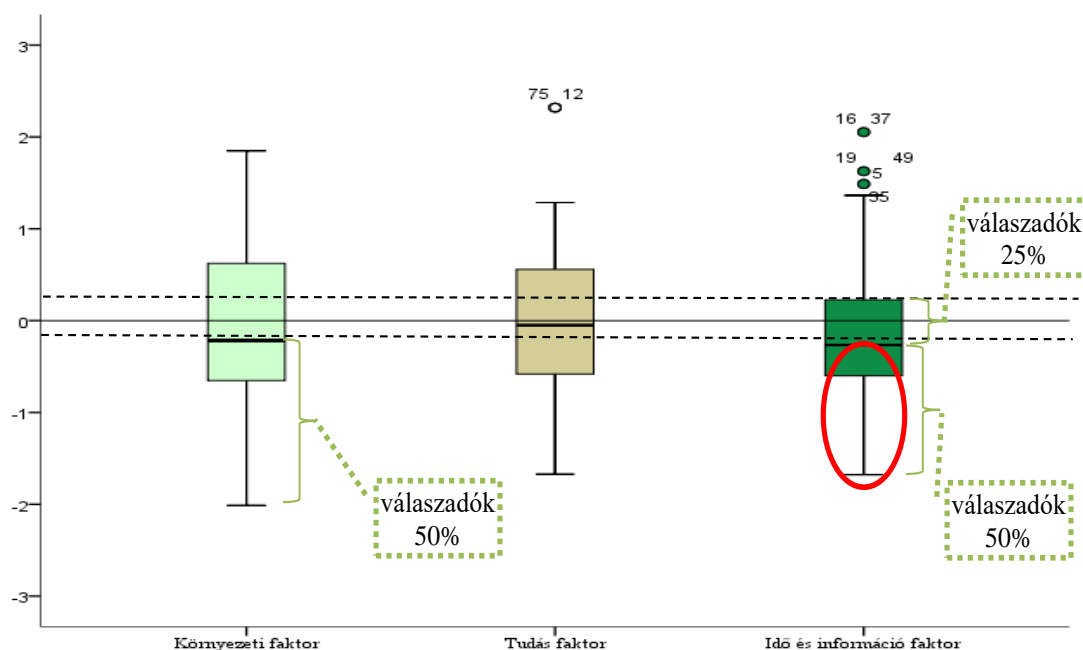 3
2
1
0
-1
-2
-3
75 12
16 37
19 49
5
35
válaszadók
25%
válaszadók
50%
válaszadók
50%
Környezeti faktor
Tudás faktor
Idő és információ faktor